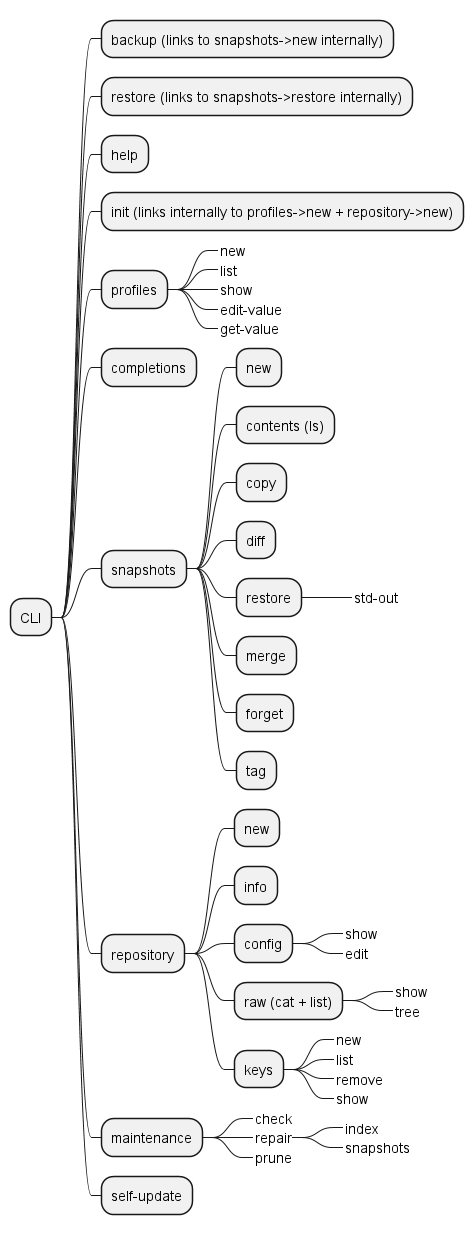 backup (links to snapshots->new internally)
restore (links to snapshots->restore internally)
help
init (links internally to profiles->new + repository->new)
profiles
new
list
show
edit-value
get-value
completions
CLI
snapshots
new
contents (ls)
copy
diff
restore
std-out
merge
forget
tag
repository
new
info
config
show
edit
raw (cat + list)
show
tree
keys
new
list
remove
show
maintenance
check
repair
index
snapshots
prune
self-update